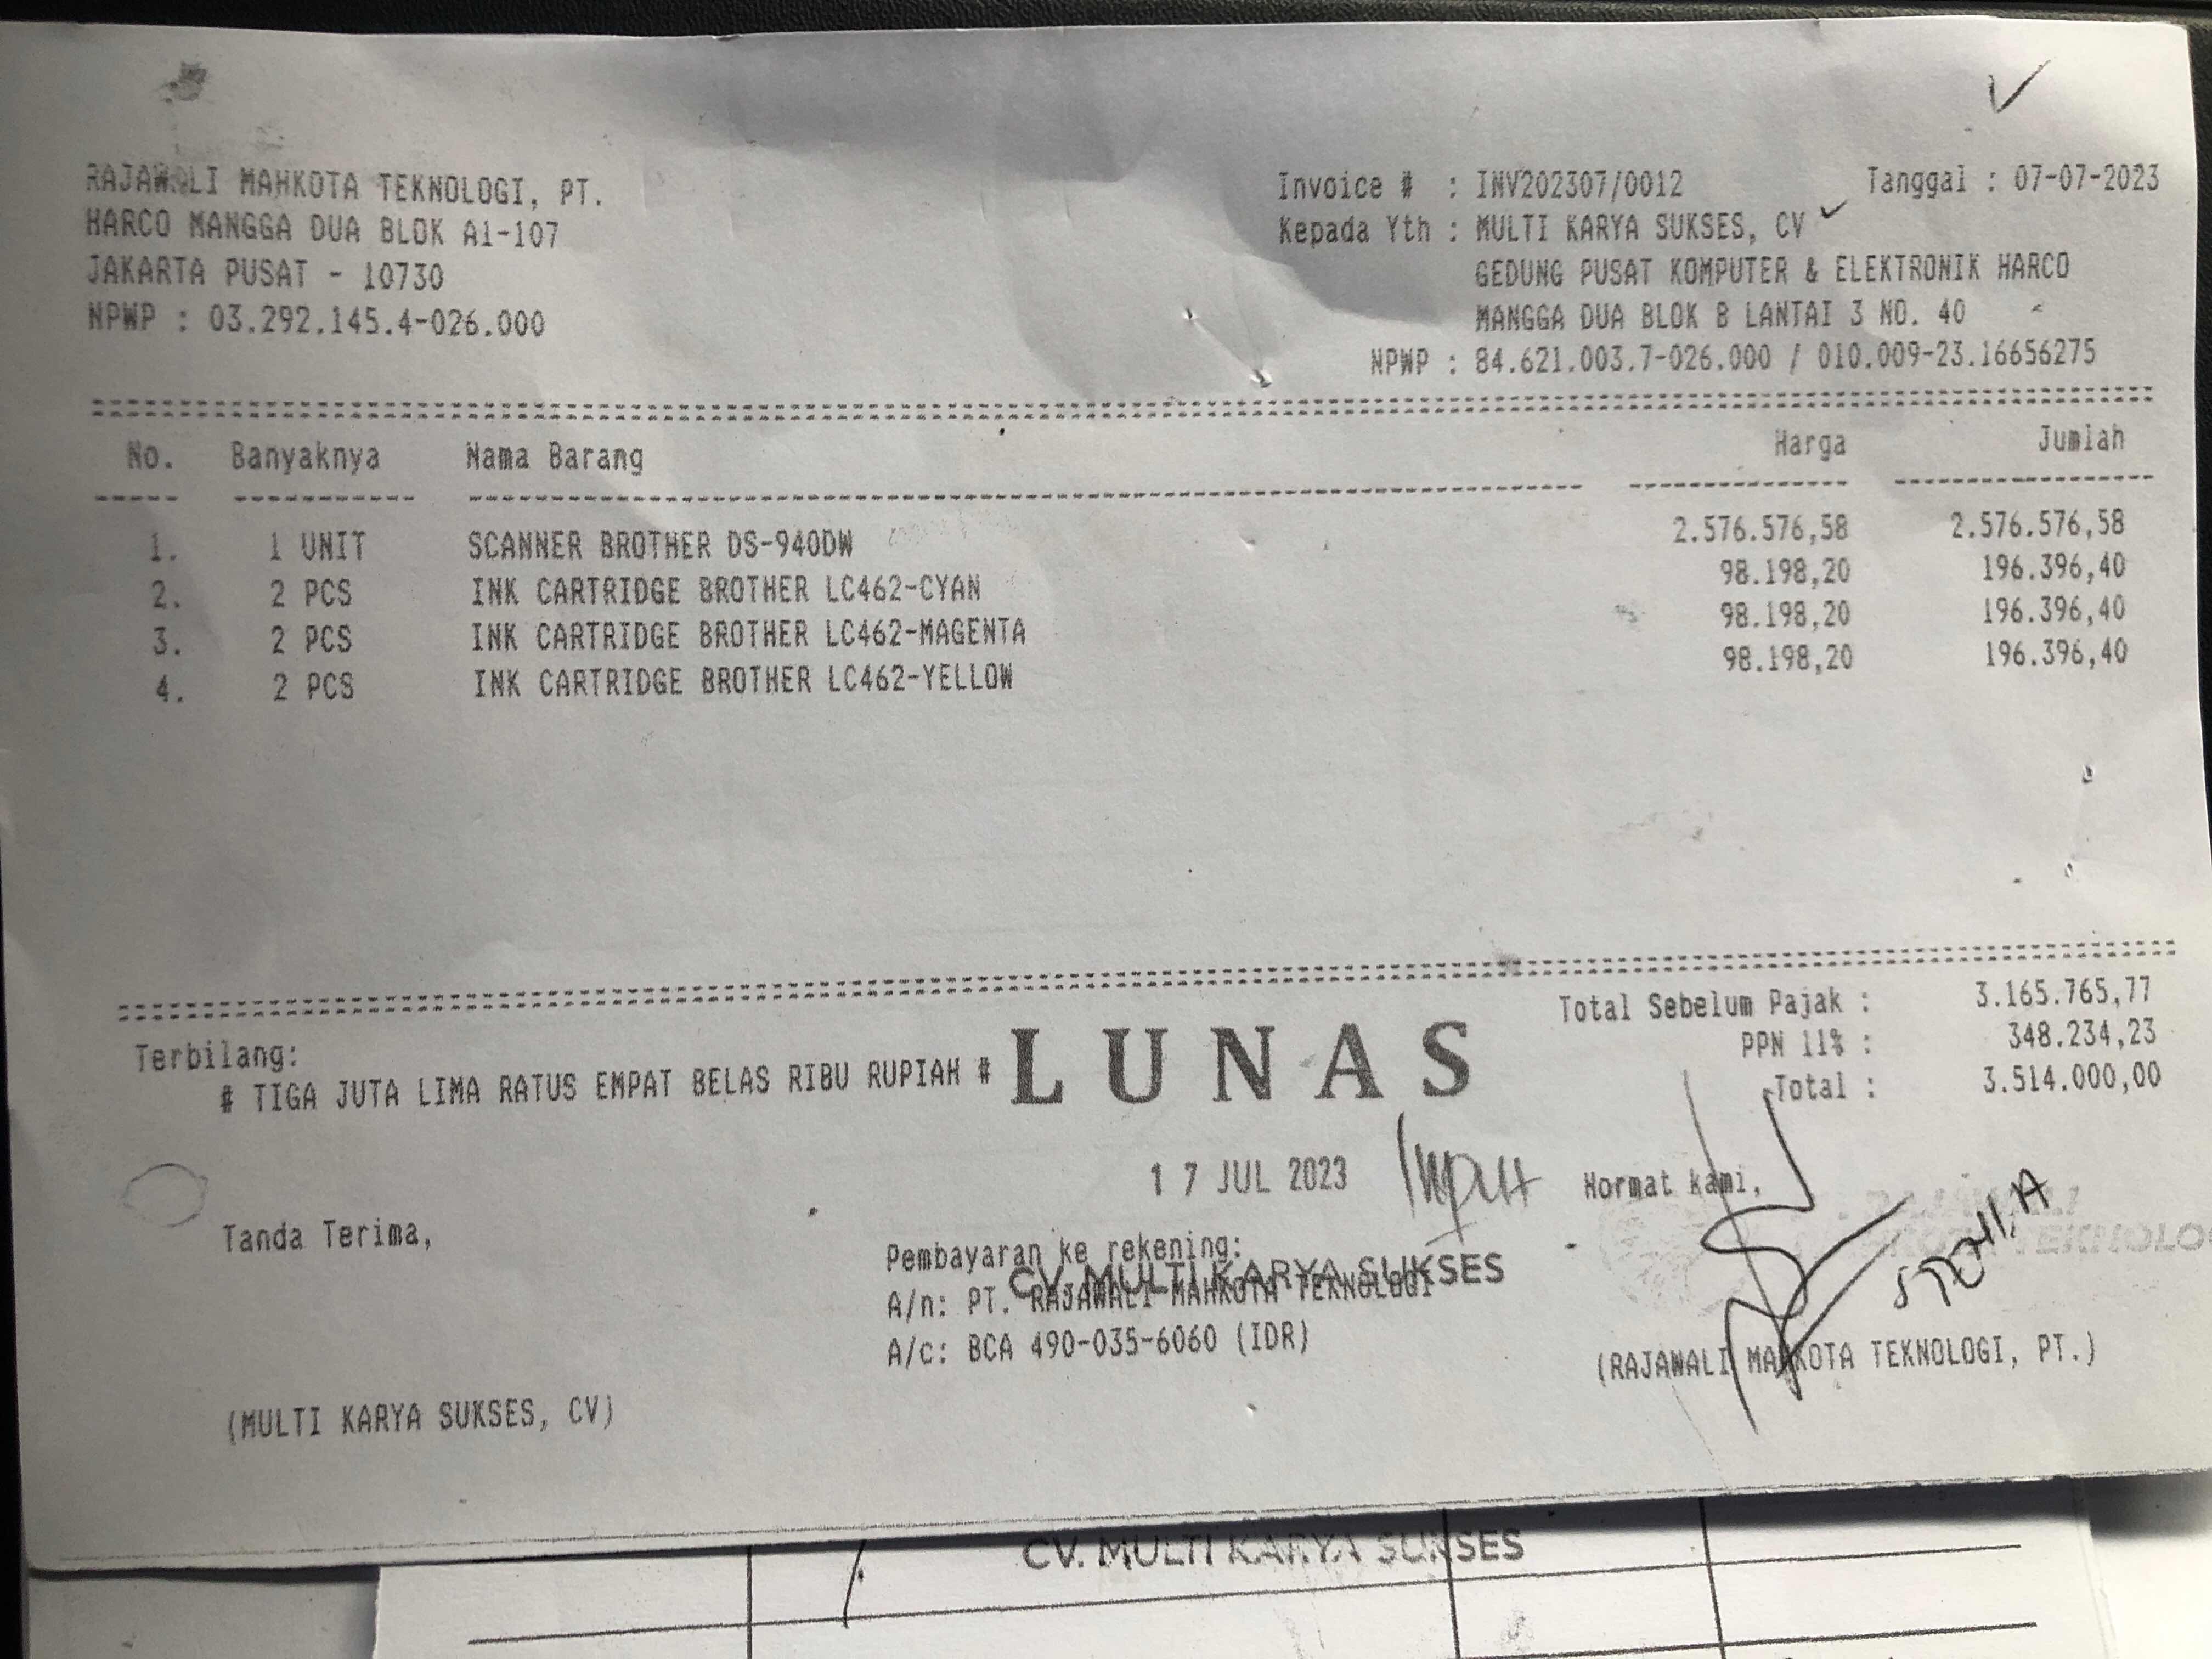 RAJAWALI MAHKOTA TEKNOLOGI, PT.
HARCO MANGGA DUA BLOK A1-107
JAKARTA PUSAT - 10730
NPWP : 03.292.145.4-026.000
Invoice # : INV202307/0012 Tanggal : 07-07-2023
Kepada Yth : MULTI KARYA SUKSES, CV
GEDUNG PUSAT KOMPUTER & ELEKTRONIK HARCO
MANGGA DUA BLOK B LANTAI 3 NO. 40
NPWP : 84.621.003.7-026.000 / 010.009-23.16656275
No. Banyaknya Nama Barang Harga Jumlah
1. 1 UNIT SCANNER BROTHER DS-940DW 2.576.576,58 2.576.576,58
2. 2 PCS INK CARTRIDGE BROTHER LC462-CYAN 98.198,20 196.396,40
3. 2 PCS INK CARTRIDGE BROTHER LC462-MAGENTA 98.198,20 196.396,40
4. 2 PCS INK CARTRIDGE BROTHER LC462-YELLOW 98.198,20 196.396,40
Total Sebelum Pajak : 3.165.765,77
PPN 11% : 348.234,23
Total : 3.514.000,00
Terbilang:
# TIGA JUTA LIMA RATUS EMPAT BELAS RIBU RUPIAH #
LUNAS
17 JUL 2023 Input
Tanda Terima,
(MULTI KARYA SUKSES, CV)
Pembayaran ke rekening:
CV. MULTI KARYA SUKSES
A/n: PT. RAJAWALI MAHKOTA TEKNOLOGI
A/c: BCA 490-035-6060 (IDR)
Hormat kami,
(RAJAWALI MAHKOTA TEKNOLOGI, PT.)
CV. MULTI KARYA SUKSES